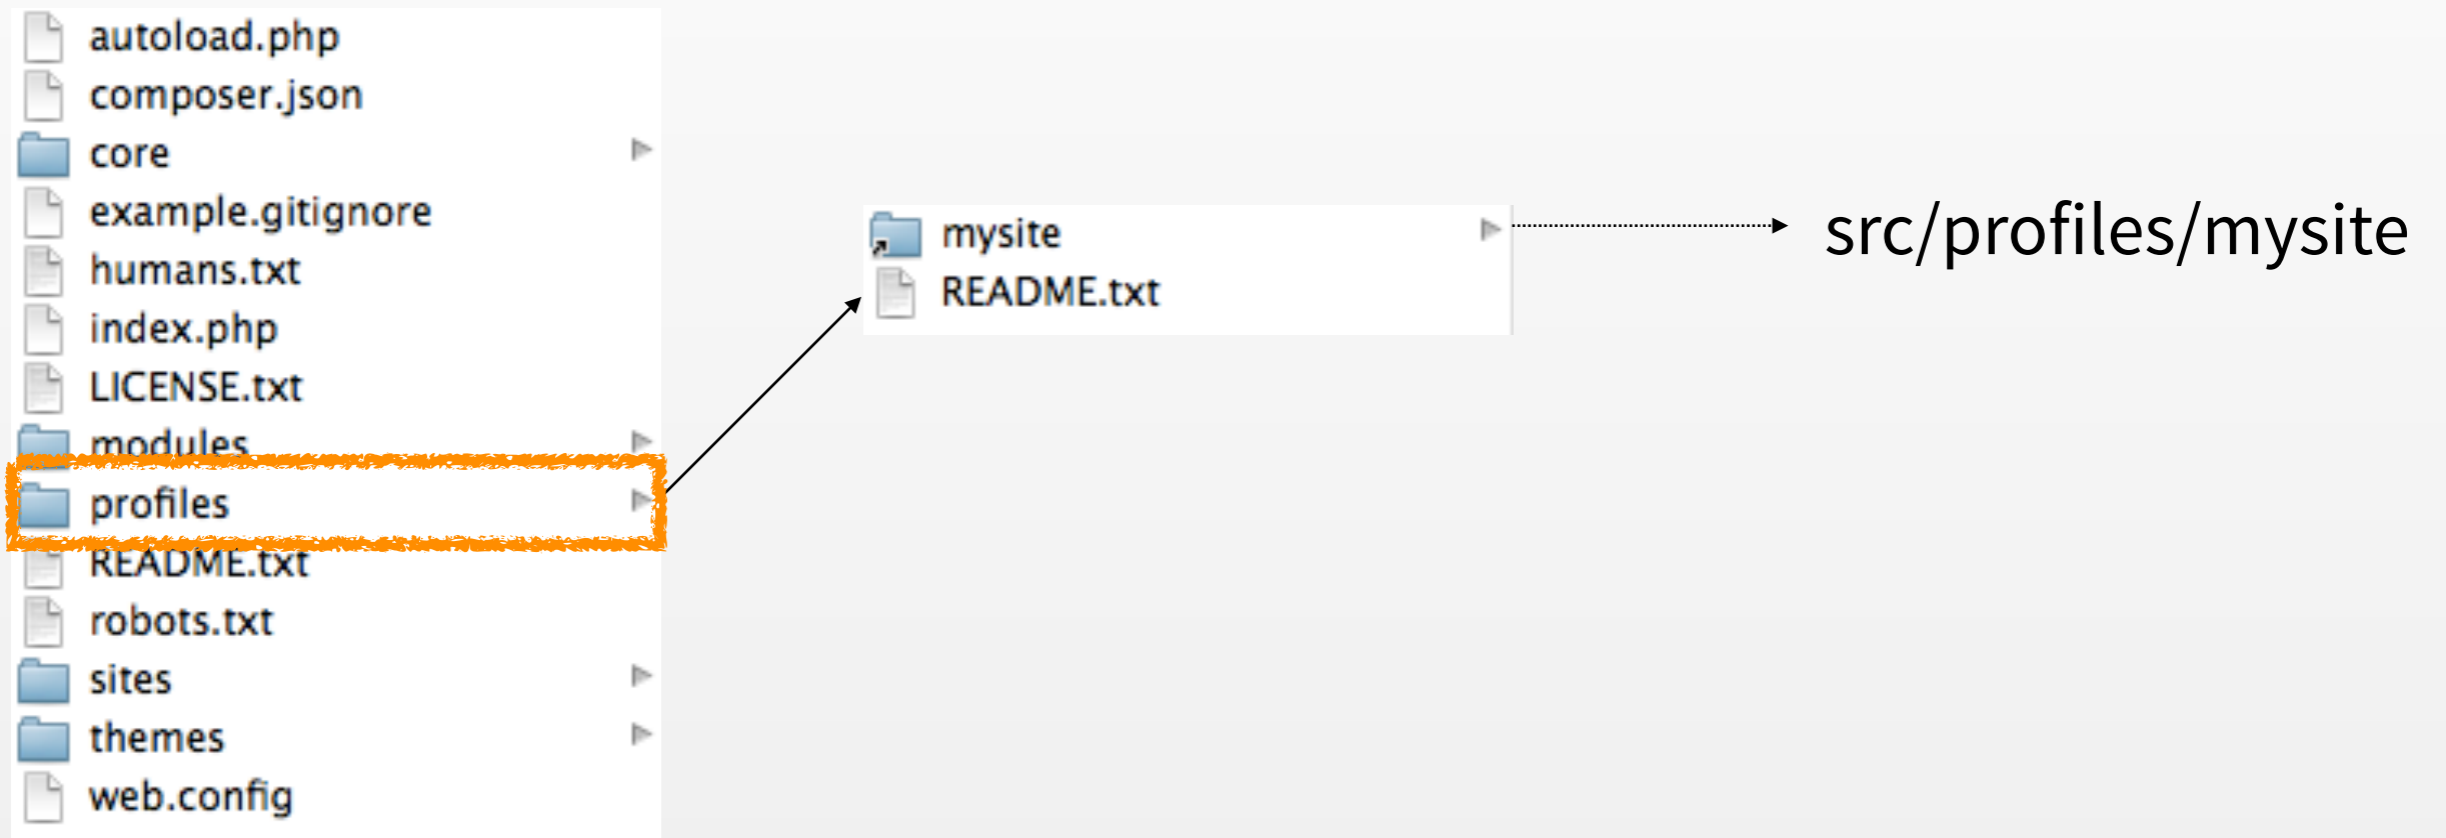 autoload.php
composer.json
core
example.gitignore
humans.txt
index.php
LICENSE.txt
modules
profiles
README.txt
robots.txt
sites
themes
web.config
mysite
README.txt
src/profiles/mysite